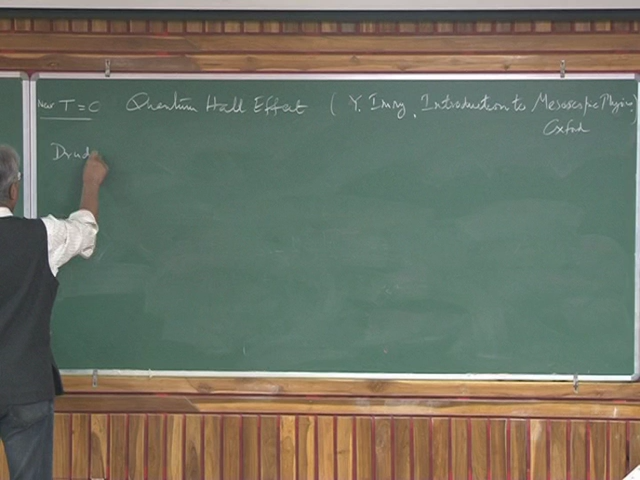 Near T = 0 Quantum Hall Effect ( Y. Imry, Introduction to Mesoscopic Physics)
Oxford
Drud